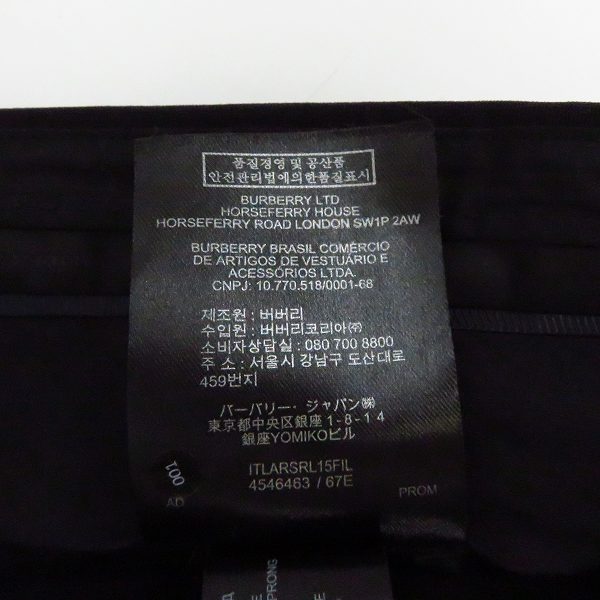 품질경영 및 공산품
안전관리법에의한품질표시
BURBERRY LTD
HORSEFERRY HOUSE
HORSEFERRY ROAD LONDON SW1P 2AW
BURBERRY BRASIL COMÉRCIO
DE ARTIGOS DE VESTUÁRIO E
ACESSÓRIOS LTDA.
CNPJ: 10.770.518/0001-68
제조원 : 버버리
수입원 : 버버리코리아㈜
소비자상담실 : 080 700 8800
주 소 : 서울시 강남구 도산대로
459번지
バーバリー・ジャパン㈱
東京都中央区銀座1-8-14
銀座YOMIKOビル
ITLARSRL15FIL
4546463 / 67E
001
AD
PROM
PRONG